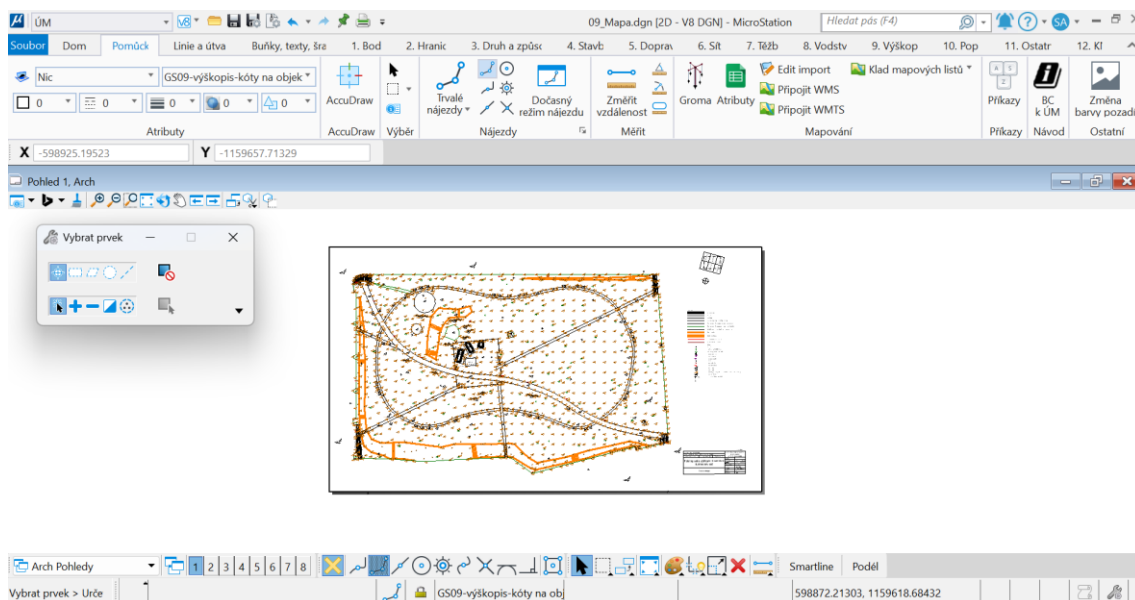 ÚM
V8
09_Mapa.dgn [2D - V8 DGN] - MicroStation
Hledat pás (F4)
SA
Soubor Dom Pomůck Linie a útva Buňky, texty, šra 1. Bod 2. Hranic 3. Druh a způsc 4. Stavb 5. Doprav 6. Sít 7. Těžb 8. Vodstv 9. Výškop 10. Pop 11. Ostatr 12. Kl
Nic GS09-výškopis-kóty na objek
0 0 0 0 0
AccuDraw
Trvalé nájezdy
Dočasný režim nájezdu
Změřit vzdálenost
Groma Atributy
Edit import
Připojit WMS
Připojit WMTS
Klad mapových listů
Příkazy
BC k ÚM
Změna barvy pozadí
Atributy AccuDraw Výběr Nájezdy Měřit Mapování Příkazy Návod Ostatní
X -598925.19523 Y -1159657.71329
Pohled 1, Arch
Vybrat prvek
Arch Pohledy 1 2 3 4 5 6 7 8 Smartline Podél
Vybrat prvek > Urče GS09-výškopis-kóty na obj 598872.21303, 1159618.68432